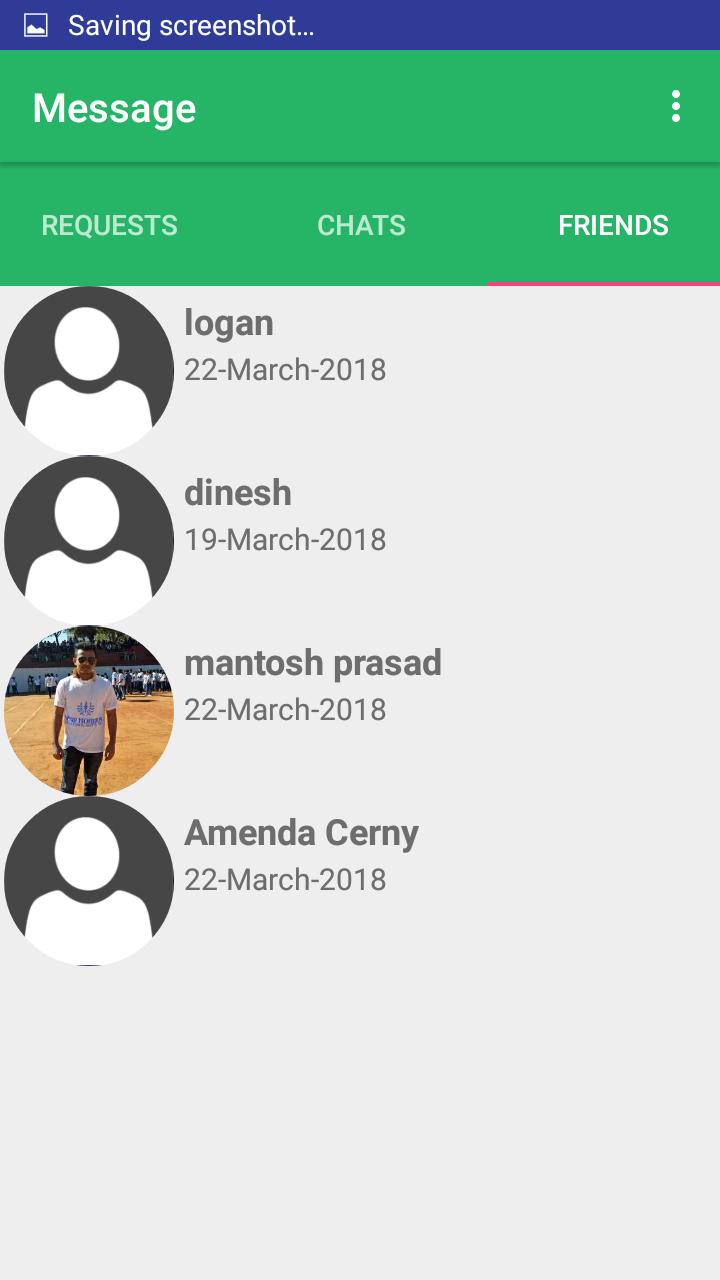 Saving screenshot...
Message
REQUESTS
CHATS
FRIENDS
logan
22-March-2018
dinesh
19-March-2018
mantosh prasad
22-March-2018
Amenda Cerny
22-March-2018